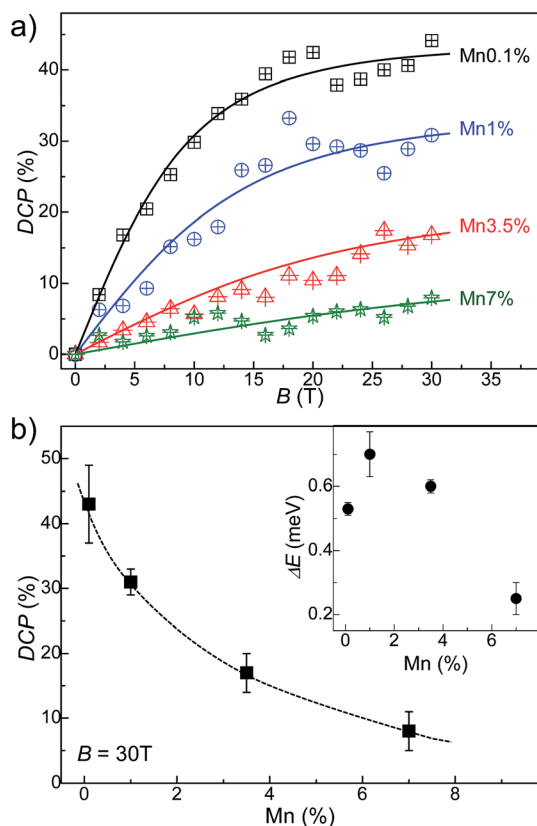 a)
40
30
20
10
0
DCP (%)
Mn0.1%
Mn1%
Mn3.5%
Mn7%
0 5 10 15 20 25 30 35
B (T)
b)
50
40
30
20
10
0
DCP (%)
B = 30T
0 2 4 6 8
Mn (%)
0.6
0.4
0.2
ΔE (meV)
0 2 4 6
Mn (%)